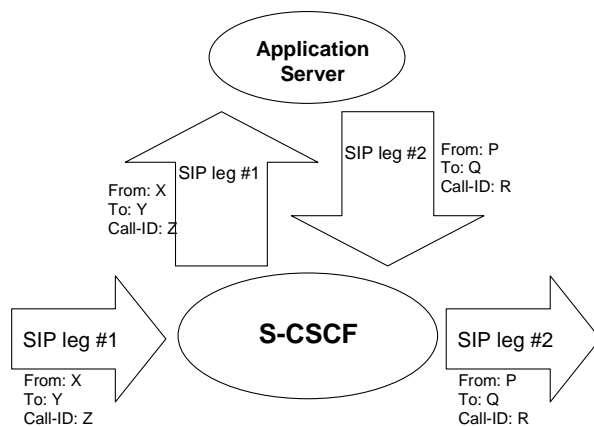 Application
Server
SIP leg #1
From: X
To: Y
Call-ID: Z
SIP leg #2
From: P
To: Q
Call-ID: R
S-CSCF
SIP leg #1
From: X
To: Y
Call-ID: Z
SIP leg #2
From: P
To: Q
Call-ID: R